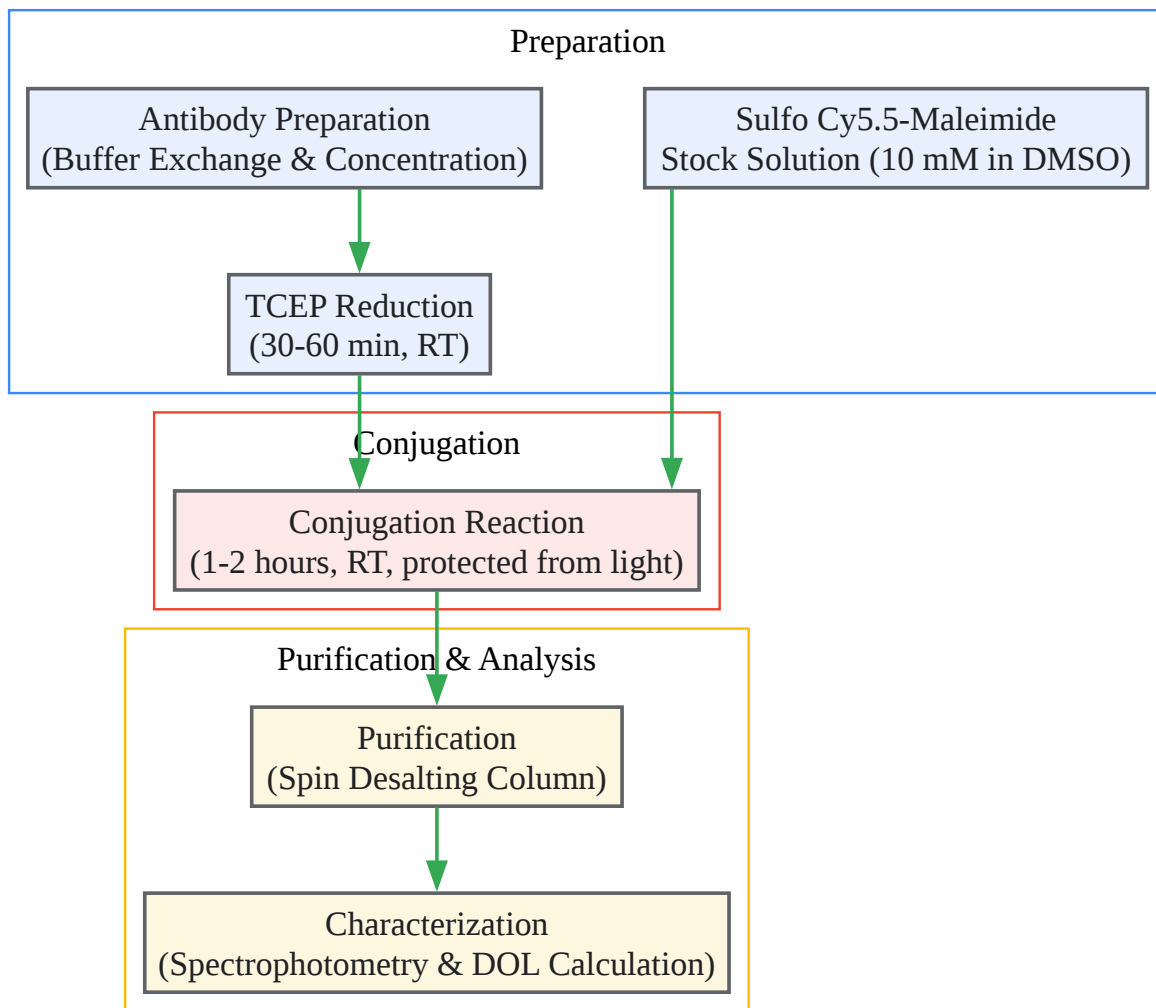 Preparation
Antibody Preparation
(Buffer Exchange & Concentration)
Sulfo Cy5.5-Maleimide
Stock Solution (10 mM in DMSO)
TCEP Reduction
(30-60 min, RT)
Conjugation
Conjugation Reaction
(1-2 hours, RT, protected from light)
Purification & Analysis
Purification
(Spin Desalting Column)
Characterization
(Spectrophotometry & DOL Calculation)